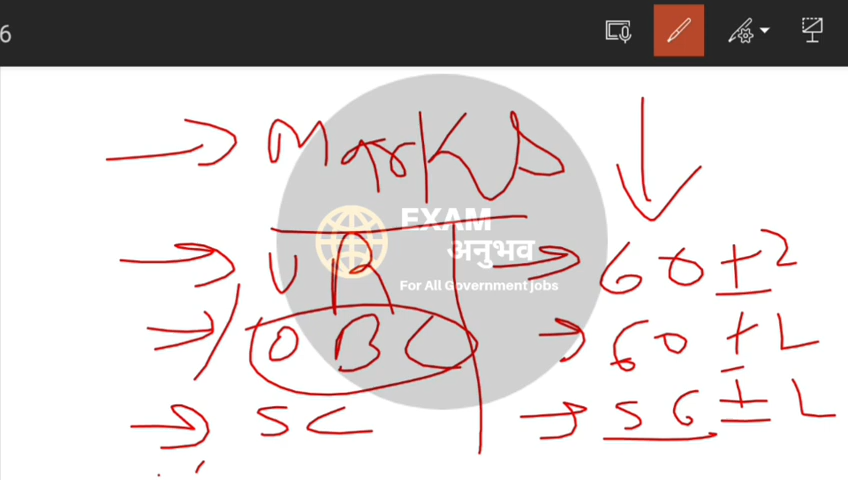 6
Marks
EXAM
अनुभव
For All Government jobs
UR 60 ± 2
OBC 60 ± 2
SC 56 ± 2